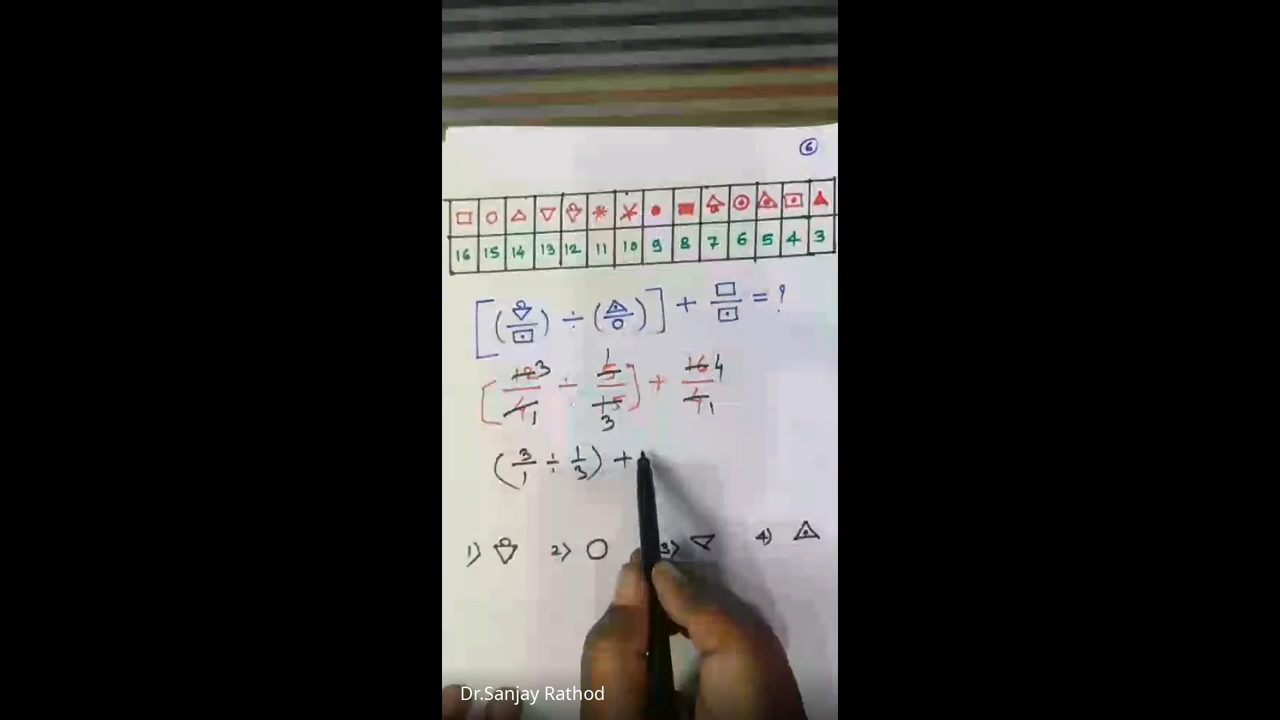 ⑥
□ ○ △ ▽ * ● ■ ⊙ ⊡ ▲
16 15 14 13 12 11 10 9 8 7 6 5 4 3
[( /⊡) ÷ (◬/○)] + □/⊡ = ?
[12 3/4 1 ÷ 1 5/15 3] + 16 4/4 1
(3/1 ÷ 1/3) +
1) 2) ○ 3) ▽ 4) ◬
Dr.Sanjay Rathod